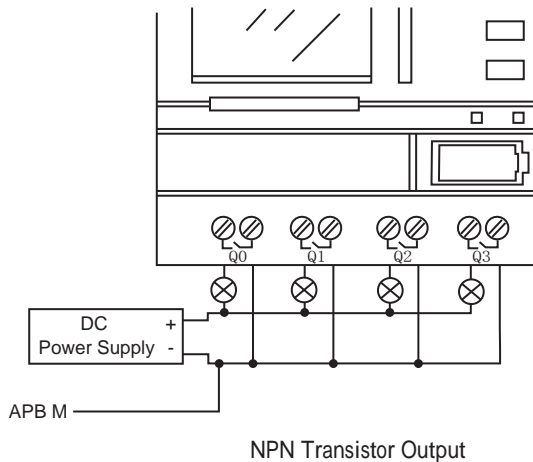 Q0 Q1 Q2 Q3
DC +
Power Supply -
APB M
NPN Transistor Output